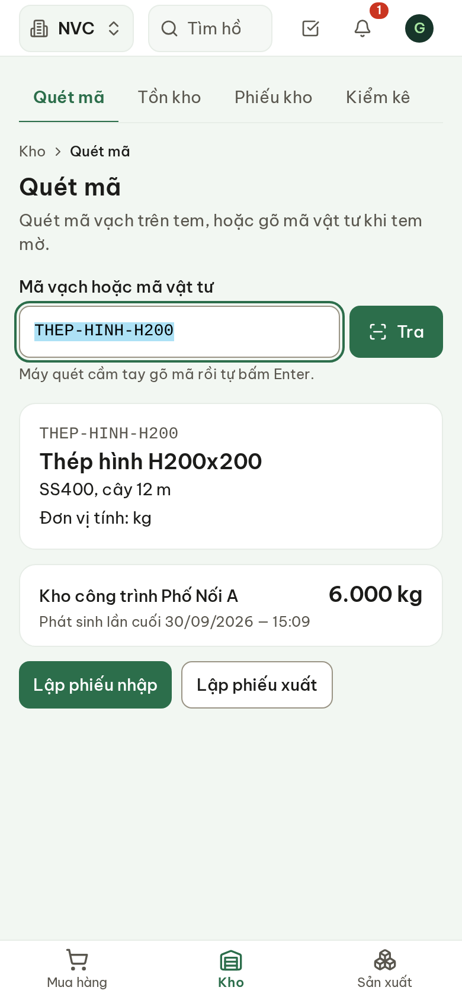 NVC
Tìm hồ
1
G
Quét mã
Tồn kho
Phiếu kho
Kiểm kê
Kho > Quét mã
Quét mã
Quét mã vạch trên tem, hoặc gõ mã vật tư khi tem
mờ.
Mã vạch hoặc mã vật tư
THEP-HINH-H200
Tra
Máy quét cầm tay gõ mã rồi tự bấm Enter.
THEP-HINH-H200
Thép hình H200x200
SS400, cây 12 m
Đơn vị tính: kg
Kho công trình Phố Nối A
6.000 kg
Phát sinh lần cuối 30/09/2026 — 15:09
Lập phiếu nhập
Lập phiếu xuất
Mua hàng
Kho
Sản xuất